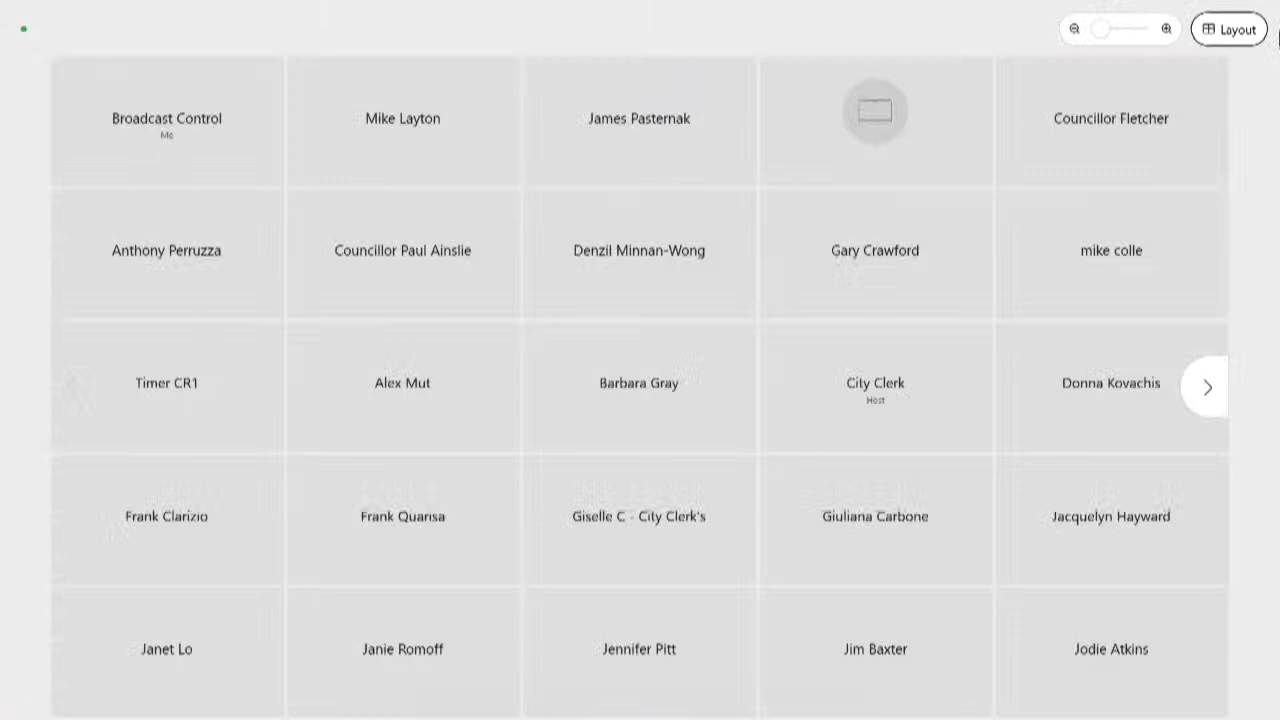 Layout
Broadcast Control
Me
Mike Layton
James Pasternak
Councillor Fletcher
Anthony Perruzza
Councillor Paul Ainslie
Denzil Minnan-Wong
Gary Crawford
mike colle
Timer CR1
Alex Mut
Barbara Gray
City Clerk
Host
Donna Kovachis
Frank Clarizio
Frank Quarisa
Giselle C - City Clerk's
Giuliana Carbone
Jacquelyn Hayward
Janet Lo
Janie Romoff
Jennifer Pitt
Jim Baxter
Jodie Atkins